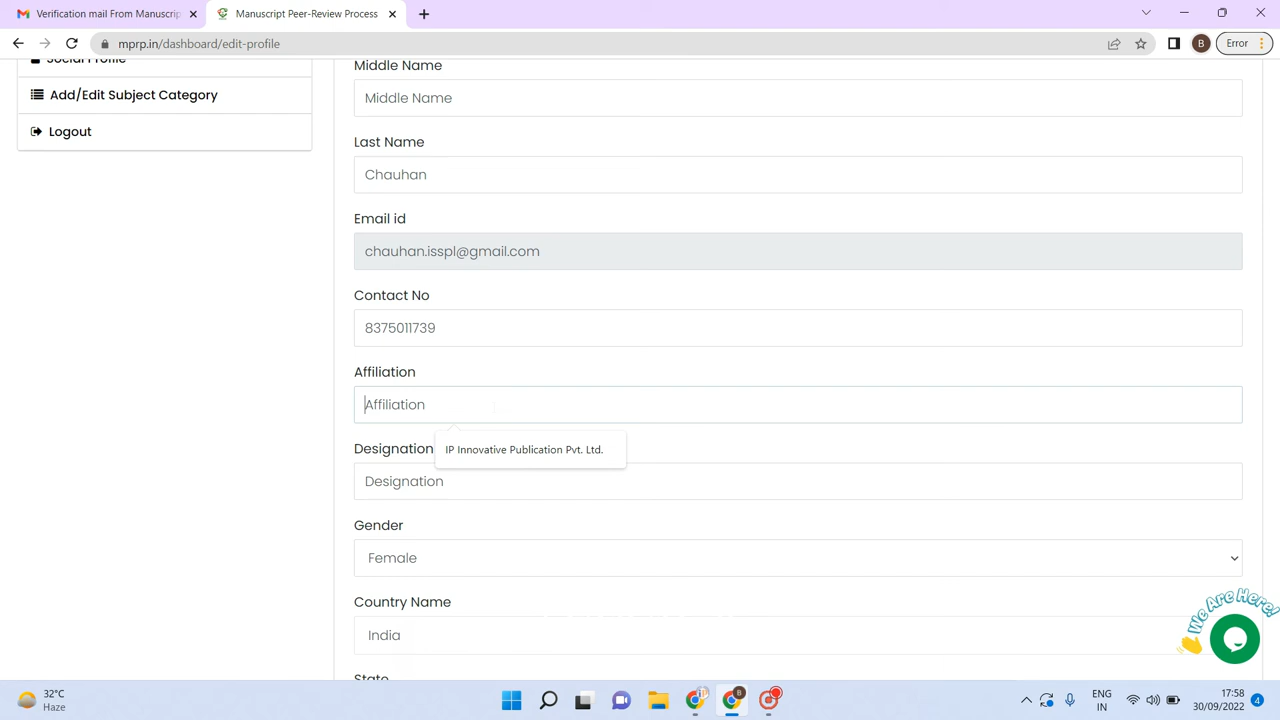 Verification mail From Manuscrip
Manuscript Peer-Review Process
mprp.in/dashboard/edit-profile
B
Error
Social Profile
Add/Edit Subject Category
Logout
Middle Name
Middle Name
Last Name
Chauhan
Email id
chauhan.isspl@gmail.com
Contact No
8375011739
Affiliation
Affiliation
IP Innovative Publication Pvt. Ltd.
Designation
Designation
Gender
Female
Country Name
India
State
We Are Here!
32°C
Haze
B
ENG
IN
17:58
30/09/2022
4